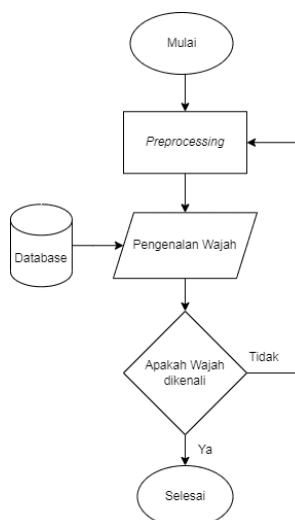 Mulai
Preprocessing
Database
Pengenalan Wajah
Apakah Wajah
dikenali
Tidak
Ya
Selesai